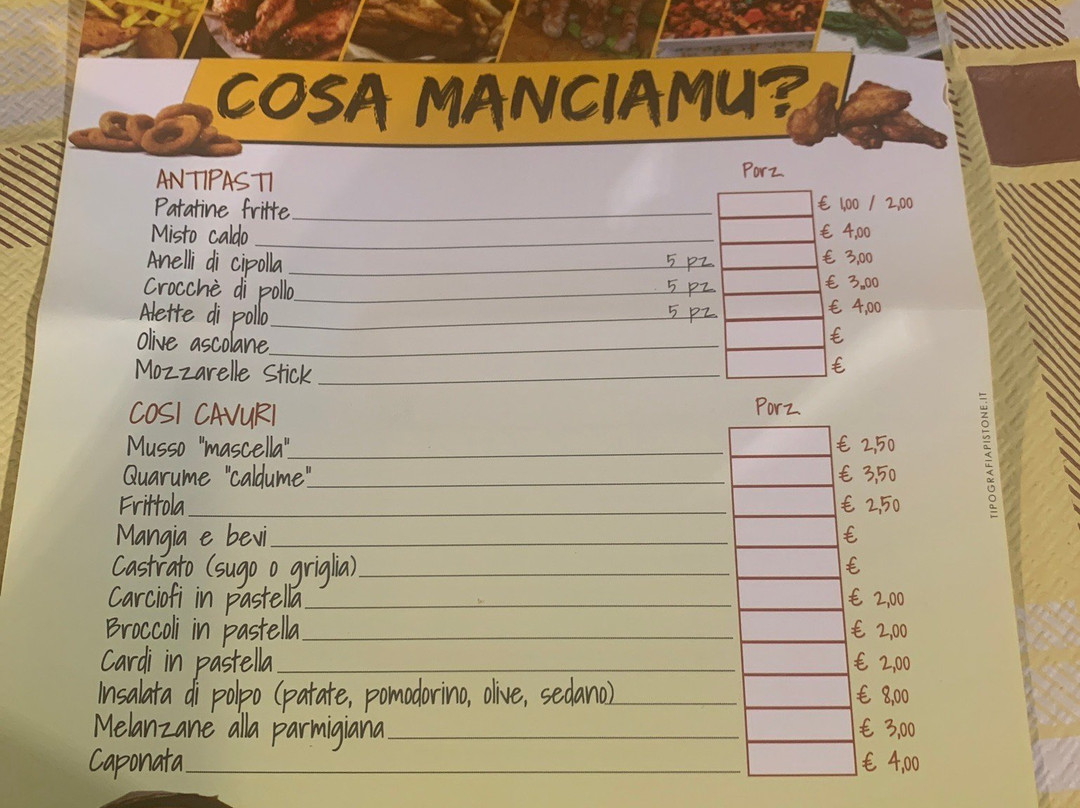 COSA MANCIAMU?
ANTIPASTI Porz
Patatine fritte € 1,00 / 2,00
Misto caldo € 4,00
Anelli di cipolla 5 pz € 3,00
Crocchè di pollo 5 pz € 3,00
Alette di pollo 5 pz € 4,00
Olive ascolane €
Mozzarelle Stick €
COSI CAVURI Porz
Musso "mascella" € 2,50
Quarume "caldume" € 3,50
Frittola € 2,50
Mangia e bevi €
Castrato (sugo o griglia) €
Carciofi in pastella € 2,00
Broccoli in pastella € 2,00
Cardi in pastella € 2,00
Insalata di polpo (patate, pomodorino, olive, sedano) € 8,00
Melanzane alla parmigiana € 3,00
Caponata € 4,00
TIPOGRAFIAPISTONE.IT